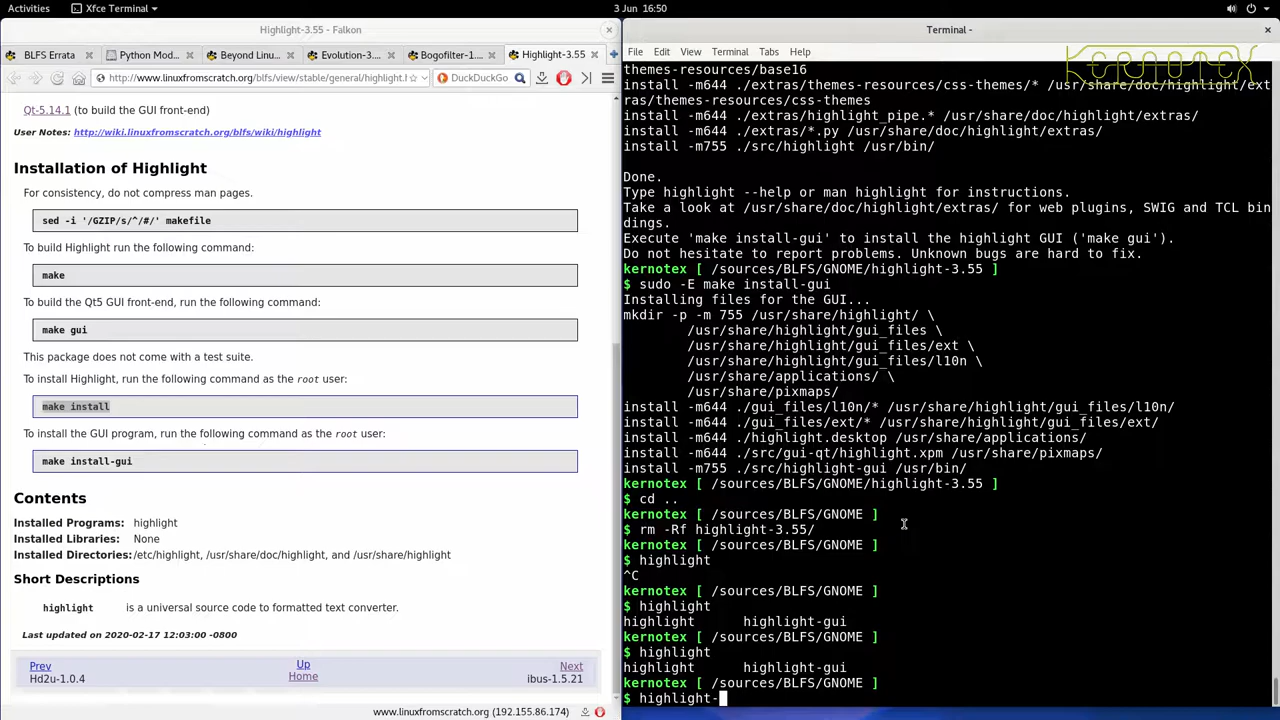 Activities
Xfce Terminal
3 Jun 16:50
Highlight-3.55 - Falkon
BLFS Errata
Python Mod...
Beyond Linu...
Evolution-3....
Bogofilter-1....
Highlight-3.55
http://www.linuxfromscratch.org/blfs/view/stable/general/highlight.l
DuckDuckGo
Qt-5.14.1 (to build the GUI front-end)
User Notes: http://wiki.linuxfromscratch.org/blfs/wiki/highlight
Installation of Highlight
For consistency, do not compress man pages.
sed -i '/GZIP/s/^/#/' makefile
To build Highlight run the following command:
make
To build the Qt5 GUI front-end, run the following command:
make gui
This package does not come with a test suite.
To install Highlight, run the following command as the root user:
make install
To install the GUI program, run the following command as the root user:
make install-gui
Contents
Installed Programs: highlight
Installed Libraries: None
Installed Directories: /etc/highlight, /usr/share/doc/highlight, and /usr/share/highlight
Short Descriptions
highlight is a universal source code to formatted text converter.
Last updated on 2020-02-17 12:03:00 -0800
Prev
Up
Next
Hd2u-1.0.4
Home
ibus-1.5.21
www.linuxfromscratch.org (192.155.86.174)
Terminal -
File Edit View Terminal Tabs Help
KERNOTEX
themes-resources/base16
install -m644 ./extras/themes-resources/css-themes/* /usr/share/doc/highlight/ext
ras/themes-resources/css-themes
install -m644 ./extras/highlight_pipe.* /usr/share/doc/highlight/extras/
install -m644 ./extras/*.py /usr/share/doc/highlight/extras/
install -m755 ./src/highlight /usr/bin/
Done.
Type highlight --help or man highlight for instructions.
Take a look at /usr/share/doc/highlight/extras/ for web plugins, SWIG and TCL bin
dings.
Execute 'make install-gui' to install the highlight GUI ('make gui').
Do not hesitate to report problems. Unknown bugs are hard to fix.
kernotex [ /sources/BLFS/GNOME/highlight-3.55 ]
$ sudo -E make install-gui
Installing files for the GUI...
mkdir -p -m 755 /usr/share/highlight/ \
/usr/share/highlight/gui_files \
/usr/share/highlight/gui_files/ext \
/usr/share/highlight/gui_files/l10n \
/usr/share/applications/ \
/usr/share/pixmaps/
install -m644 ./gui_files/l10n/* /usr/share/highlight/gui_files/l10n/
install -m644 ./gui_files/ext/* /usr/share/highlight/gui_files/ext/
install -m644 ./highlight.desktop /usr/share/applications/
install -m644 ./src/gui-qt/highlight.xpm /usr/share/pixmaps/
install -m755 ./src/highlight-gui /usr/bin/
kernotex [ /sources/BLFS/GNOME/highlight-3.55 ]
$ cd ..
kernotex [ /sources/BLFS/GNOME ]
$ rm -Rf highlight-3.55/
kernotex [ /sources/BLFS/GNOME ]
$ highlight
^C
kernotex [ /sources/BLFS/GNOME ]
$ highlight
highlight highlight-gui
kernotex [ /sources/BLFS/GNOME ]
$ highlight
highlight highlight-gui
kernotex [ /sources/BLFS/GNOME ]
$ highlight-